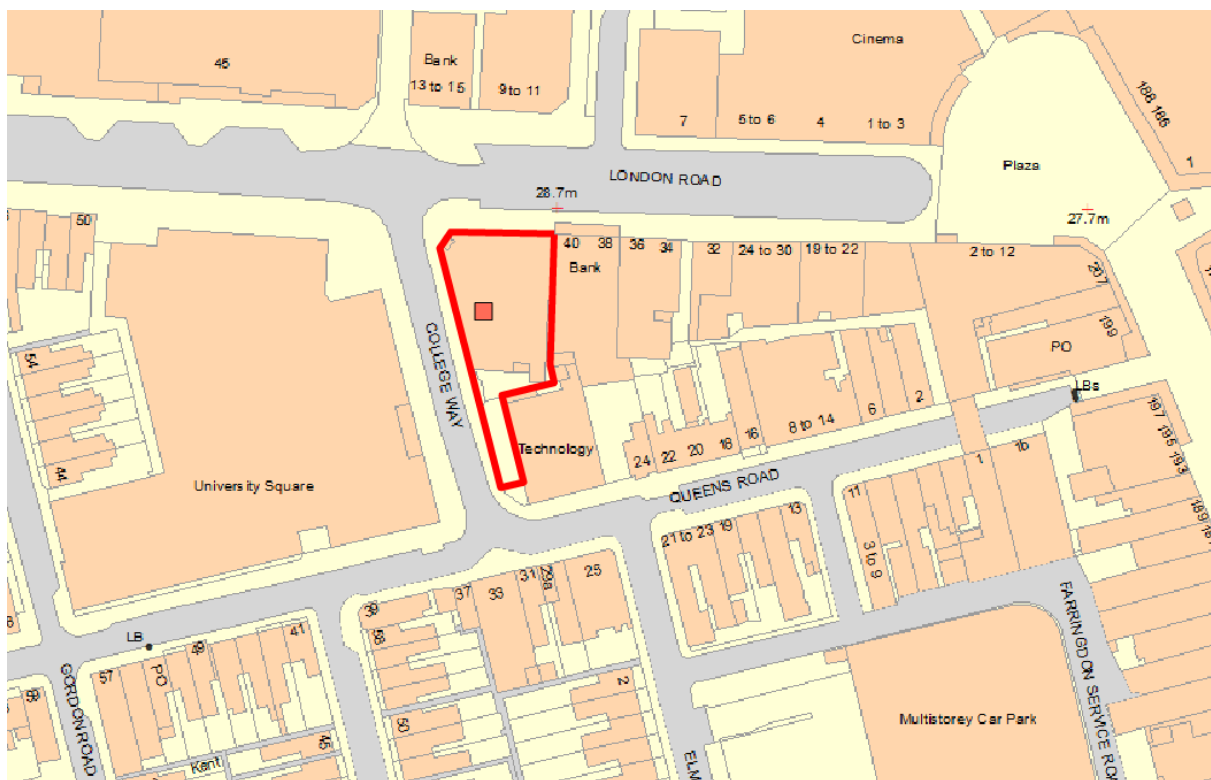 45
Bank
13 to 15
9 to 11
Cinema
7
5 to 6
4
1 to 3
188
1
Plaza
LONDON ROAD
28.7m
27.7m
50
40
38
36
34
32
24 to 30
19 to 22
2 to 12
207
Bank
199
PO
LBs
COLLEGE WAY
54
44
University Square
Technology
24
22
20
18
16
8 to 14
6
2
QUEENS ROAD
197
195
193
189
1
1b
11
3 to 9
21 to 23
19
13
25
29a
31
33
37
39
58
50
2
LB
41
49
PO
57
59
45
Kent
GORDON ROAD
ELM
Multistorey Car Park
FARRINGDON SERVICE ROA